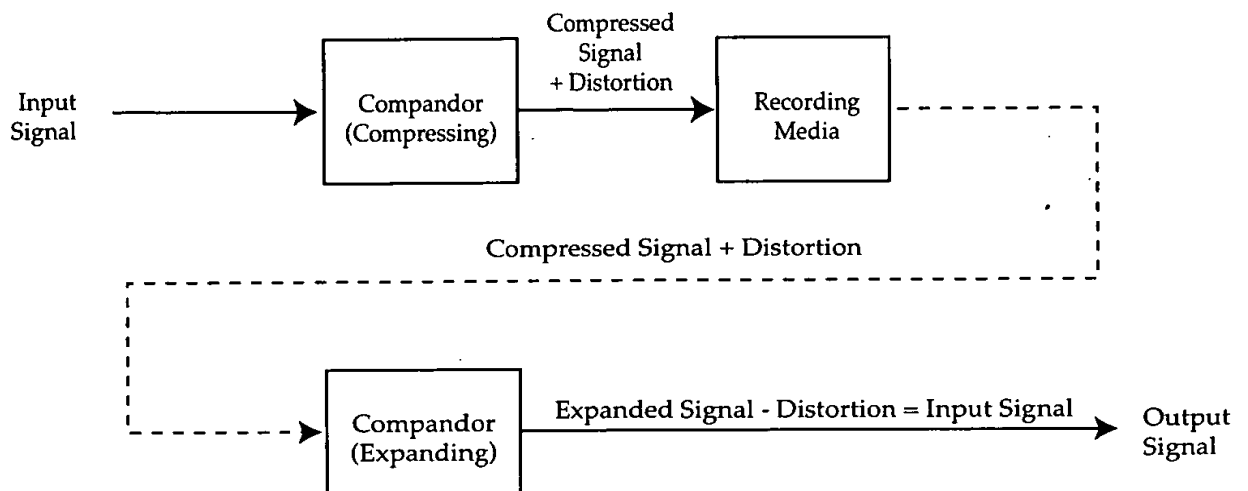 Compressed
Signal
+ Distortion
Input
Signal
Compandor
(Compressing)
Recording
Media
Compressed Signal + Distortion
Compandor
(Expanding)
Expanded Signal - Distortion = Input Signal
Output
Signal